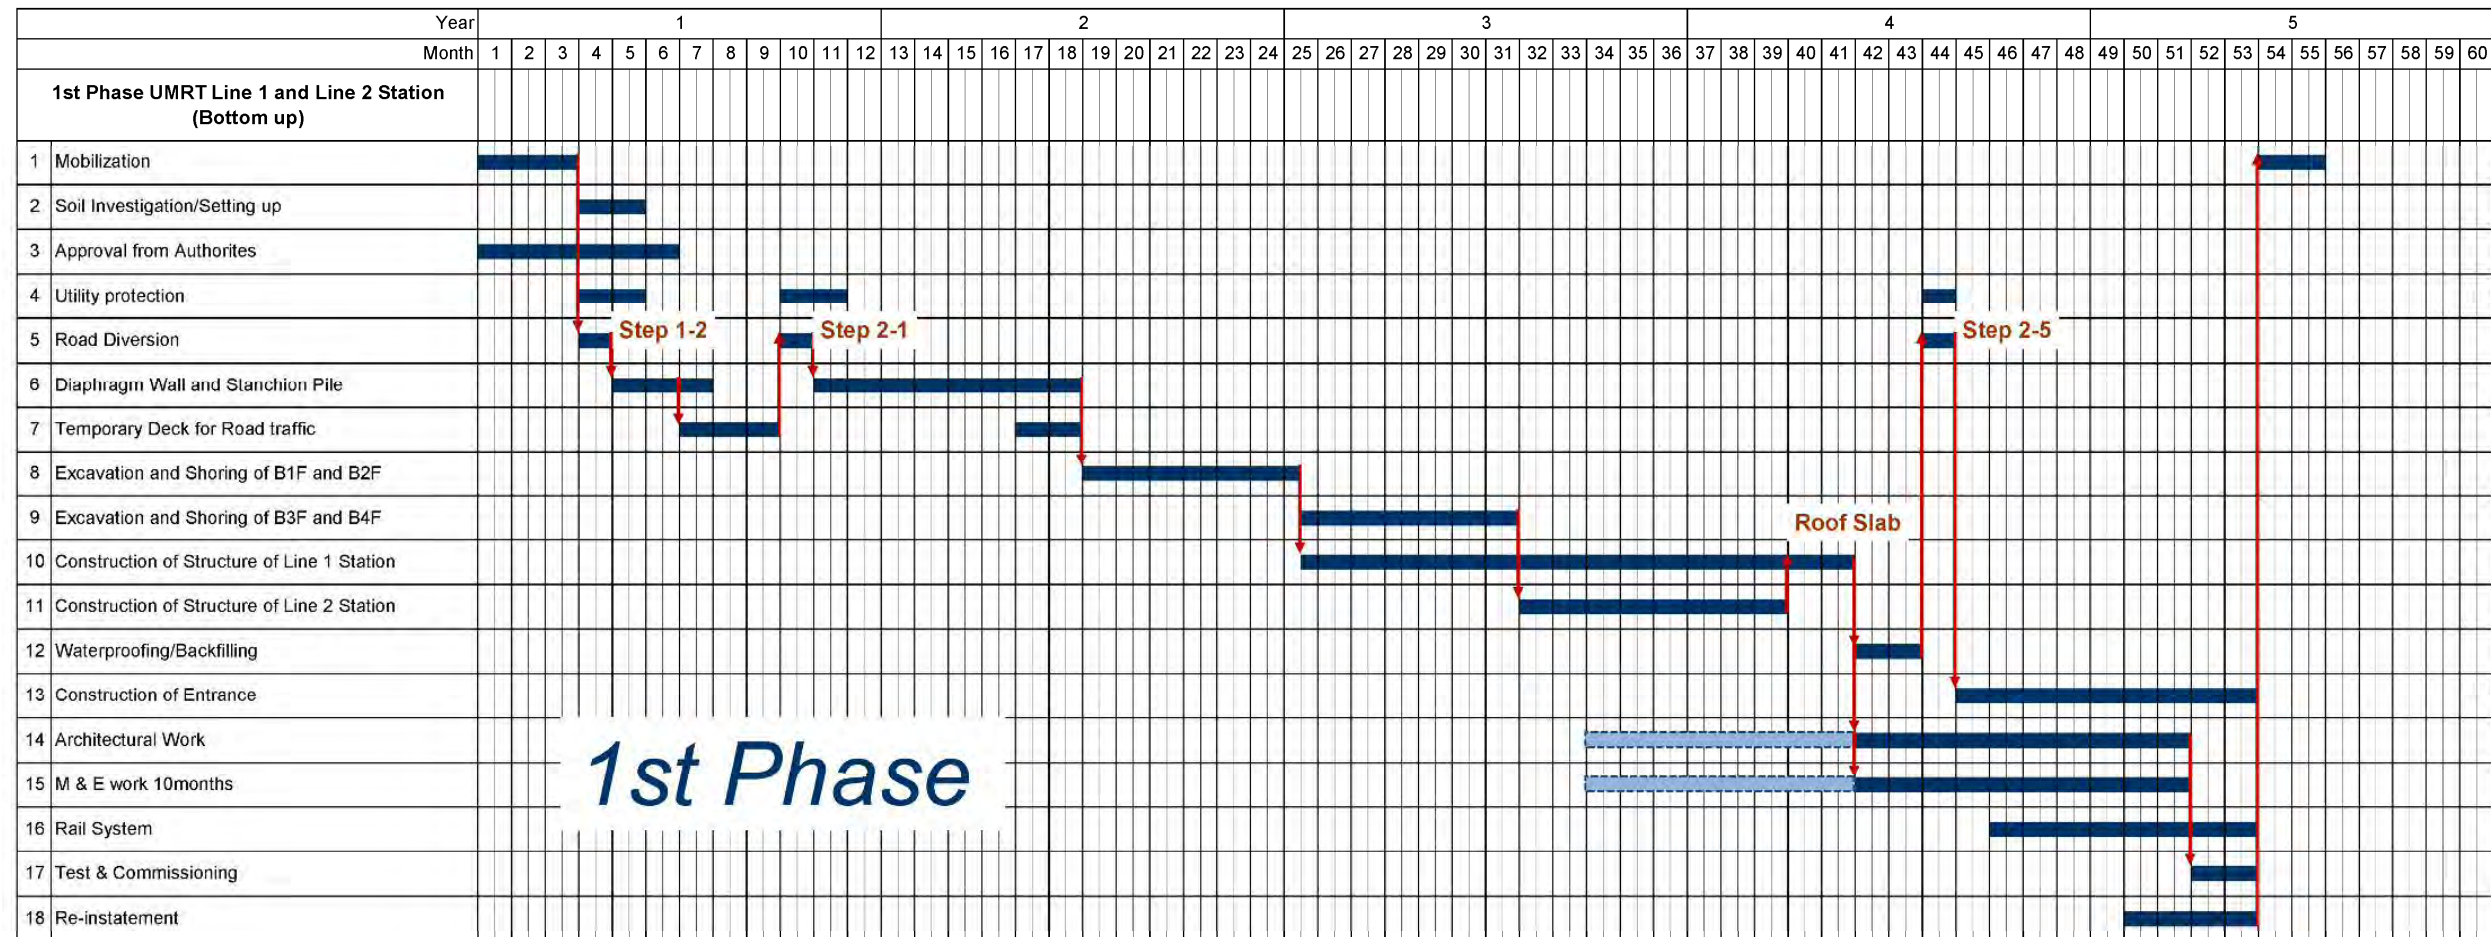 Year 1 2 3 4 5
Month 1 2 3 4 5 6 7 8 9 10 11 12 13 14 15 16 17 18 19 20 21 22 23 24 25 26 27 28 29 30 31 32 33 34 35 36 37 38 39 40 41 42 43 44 45 46 47 48 49 50 51 52 53 54 55 56 57 58 59 60
1st Phase UMRT Line 1 and Line 2 Station
(Bottom up)
1 Mobilization
2 Soil Investigation/Setting up
3 Approval from Authorites
4 Utility protection
Step 1-2 Step 2-1 Step 2-5
5 Road Diversion
6 Diaphragm Wall and Stanchion Pile
7 Temporary Deck for Road traffic
8 Excavation and Shoring of B1F and B2F
9 Excavation and Shoring of B3F and B4F
Roof Slab
10 Construction of Structure of Line 1 Station
11 Construction of Structure of Line 2 Station
12 Waterproofing/Backfilling
13 Construction of Entrance
14 Architectural Work
1st Phase
15 M & E work 10months
16 Rail System
17 Test & Commissioning
18 Re-instatement